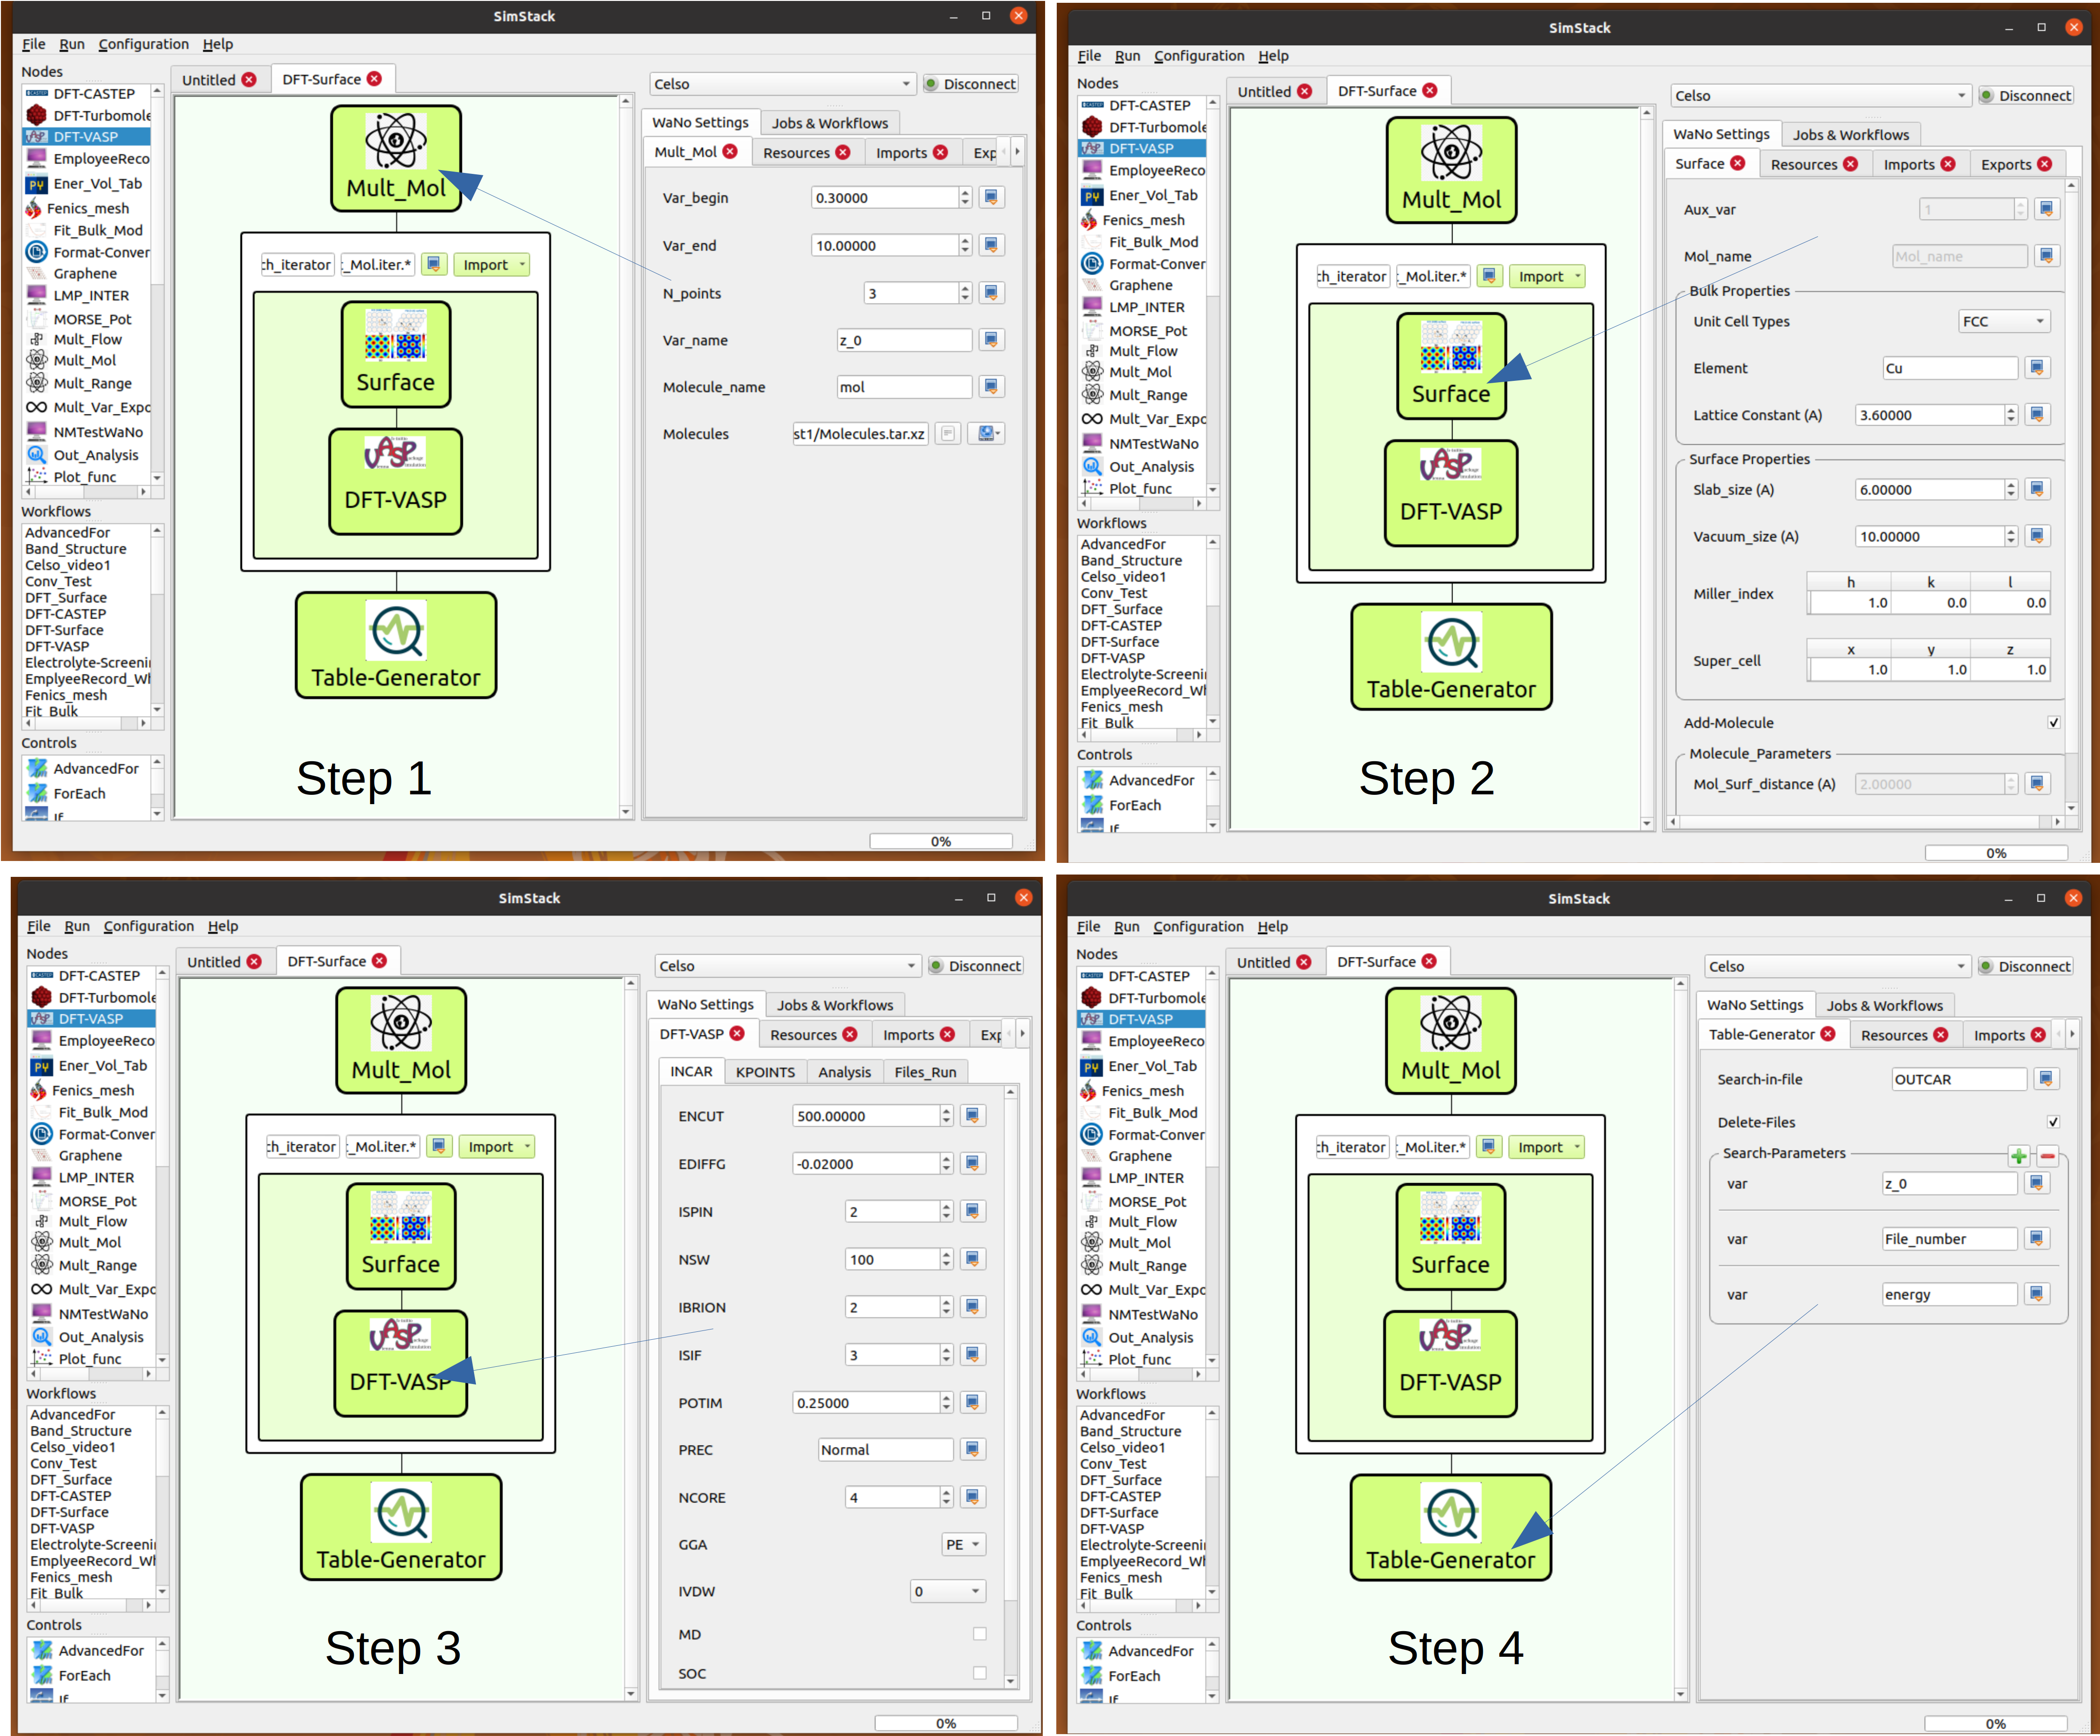 SimStack
File Run Configuration Help
Nodes
DFT-CASTEP
DFT-Turbomole
DFT-VASP
EmployeeReco
Ener_Vol_Tab
Fenics_mesh
Fit_Bulk_Mod
Format-Conver
Graphene
LMP_INTER
MORSE_Pot
Mult_Flow
Mult_Mol
Mult_Range
Mult_Var_Expo
NMTestWaNo
Out_Analysis
Plot_func
Workflows
AdvancedFor
Band_Structure
Celso_video1
Conv_Test
DFT_Surface
DFT-CASTEP
DFT-Surface
DFT-VASP
Electrolyte-Screeni
EmplyeeRecord_W
Fenics_mesh
Fit_Bulk
Controls
AdvancedFor
ForEach
If
Untitled DFT-Surface
Mult_Mol
ch_iterator :_Mol.iter.* Import
Surface
DFT-VASP
Table-Generator
Step 1
Celso Disconnect
WaNo Settings Jobs & Workflows
Mult_Mol Resources Imports Exp
Var_begin 0.30000
Var_end 10.00000
N_points 3
Var_name z_0
Molecule_name mol
Molecules st1/Molecules.tar.xz
0%
SimStack
File Run Configuration Help
Nodes
DFT-CASTEP
DFT-Turbomole
DFT-VASP
EmployeeReco
Ener_Vol_Tab
Fenics_mesh
Fit_Bulk_Mod
Format-Conver
Graphene
LMP_INTER
MORSE_Pot
Mult_Flow
Mult_Mol
Mult_Range
Mult_Var_Expo
NMTestWaNo
Out_Analysis
Plot_func
Workflows
AdvancedFor
Band_Structure
Celso_video1
Conv_Test
DFT_Surface
DFT-CASTEP
DFT-Surface
DFT-VASP
Electrolyte-Screeni
EmplyeeRecord_W
Fenics_mesh
Fit_Bulk
Controls
AdvancedFor
ForEach
If
Untitled DFT-Surface
Mult_Mol
ch_iterator :_Mol.iter.* Import
Surface
DFT-VASP
Table-Generator
Step 2
Celso Disconnect
WaNo Settings Jobs & Workflows
Surface Resources Imports Exports
Aux_var 1
Mol_name Mol_name
Bulk Properties
Unit Cell Types FCC
Element Cu
Lattice Constant (A) 3.60000
Surface Properties
Slab_size (A) 6.00000
Vacuum_size (A) 10.00000
h k l
Miller_index 1.0 0.0 0.0
x y z
Super_cell 1.0 1.0 1.0
Add-Molecule
Molecule_Parameters
Mol_Surf_distance (A) 2.00000
0%
SimStack
File Run Configuration Help
Nodes
DFT-CASTEP
DFT-Turbomole
DFT-VASP
EmployeeReco
Ener_Vol_Tab
Fenics_mesh
Fit_Bulk_Mod
Format-Conver
Graphene
LMP_INTER
MORSE_Pot
Mult_Flow
Mult_Mol
Mult_Range
Mult_Var_Expo
NMTestWaNo
Out_Analysis
Plot_func
Workflows
AdvancedFor
Band_Structure
Celso_video1
Conv_Test
DFT_Surface
DFT-CASTEP
DFT-Surface
DFT-VASP
Electrolyte-Screeni
EmplyeeRecord_W
Fenics_mesh
Fit_Bulk
Controls
AdvancedFor
ForEach
If
Untitled DFT-Surface
Mult_Mol
ch_iterator :_Mol.iter.* Import
Surface
DFT-VASP
Table-Generator
Step 3
Celso Disconnect
WaNo Settings Jobs & Workflows
DFT-VASP Resources Imports Exp
INCAR KPOINTS Analysis Files_Run
ENCUT 500.00000
EDIFFG -0.02000
ISPIN 2
NSW 100
IBRION 2
ISIF 3
POTIM 0.25000
PREC Normal
NCORE 4
GGA PE
IVDW 0
MD
SOC
0%
SimStack
File Run Configuration Help
Nodes
DFT-CASTEP
DFT-Turbomole
DFT-VASP
EmployeeReco
Ener_Vol_Tab
Fenics_mesh
Fit_Bulk_Mod
Format-Conver
Graphene
LMP_INTER
MORSE_Pot
Mult_Flow
Mult_Mol
Mult_Range
Mult_Var_Expo
NMTestWaNo
Out_Analysis
Plot_func
Workflows
AdvancedFor
Band_Structure
Celso_video1
Conv_Test
DFT_Surface
DFT-CASTEP
DFT-Surface
DFT-VASP
Electrolyte-Screeni
EmplyeeRecord_W
Fenics_mesh
Fit_Bulk
Controls
AdvancedFor
ForEach
If
Untitled DFT-Surface
Mult_Mol
ch_iterator :_Mol.iter.* Import
Surface
DFT-VASP
Table-Generator
Step 4
Celso Disconnect
WaNo Settings Jobs & Workflows
Table-Generator Resources Imports
Search-in-file OUTCAR
Delete-Files
Search-Parameters
var z_0
var File_number
var energy
0%